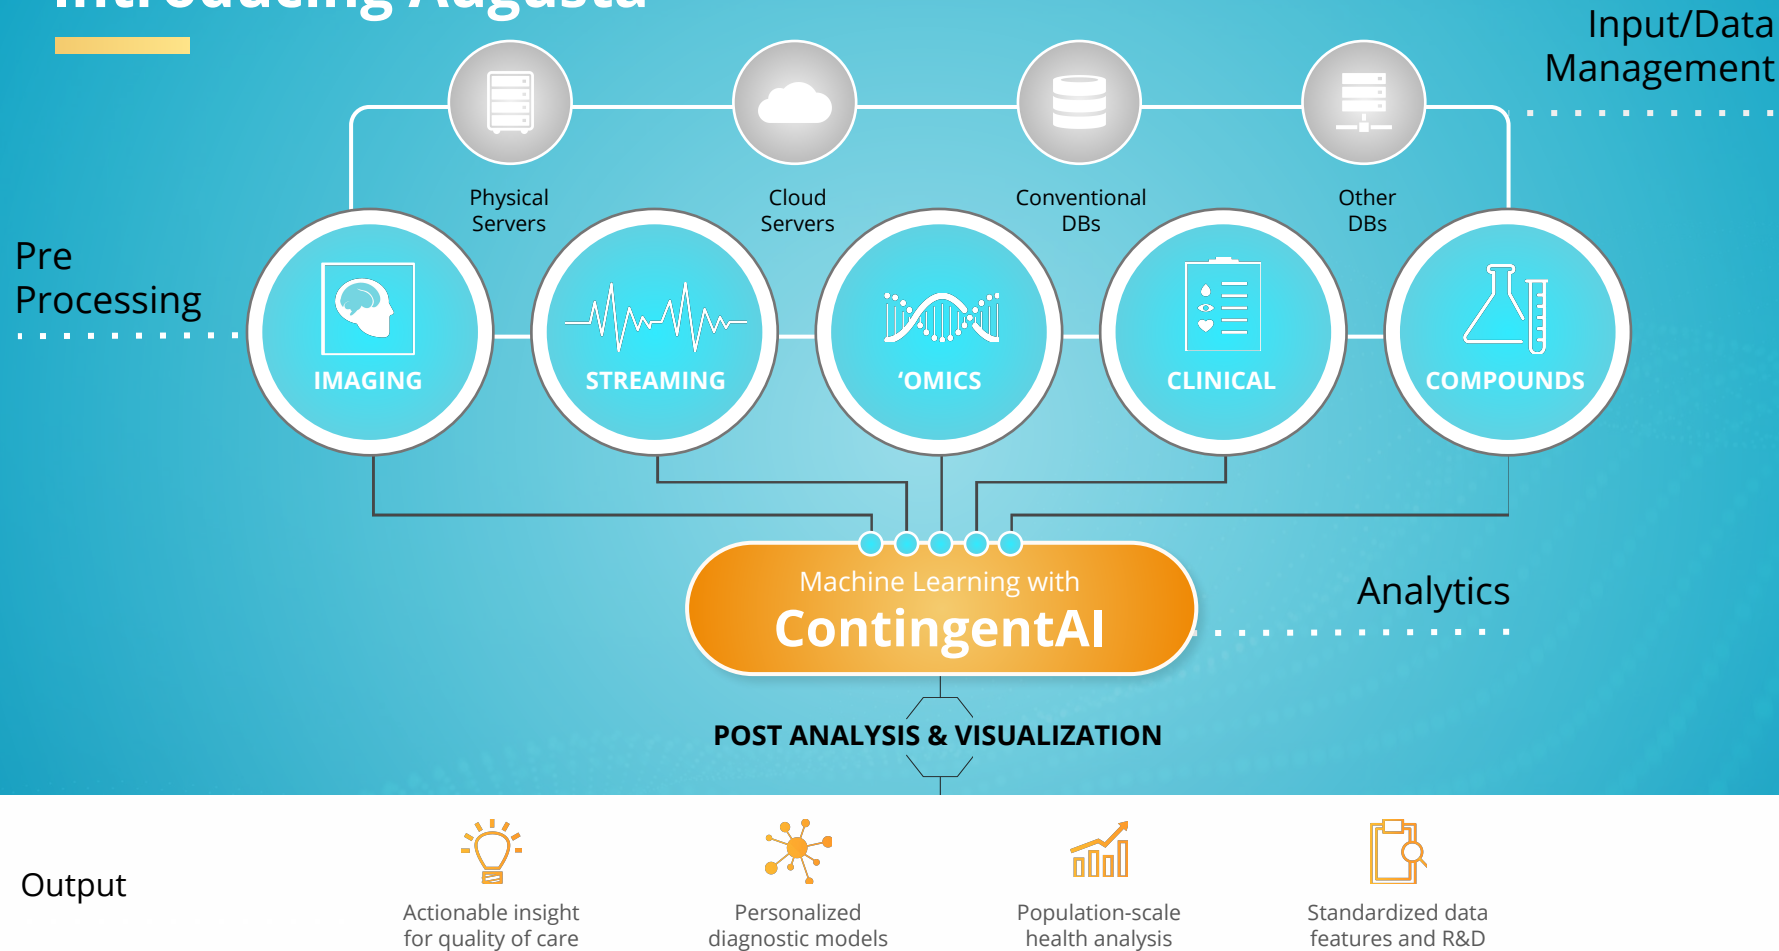 Introducing Augusta
Input/Data
Management
Physical
Servers
Cloud
Servers
Conventional
DBs
Other
DBs
Pre
Processing
IMAGING
STREAMING
‘OMICS
CLINICAL
COMPOUNDS
Machine Learning with
ContingentAI
Analytics
POST ANALYSIS & VISUALIZATION
Output
Actionable insight
for quality of care
Personalized
diagnostic models
Population-scale
health analysis
Standardized data
features and R&D